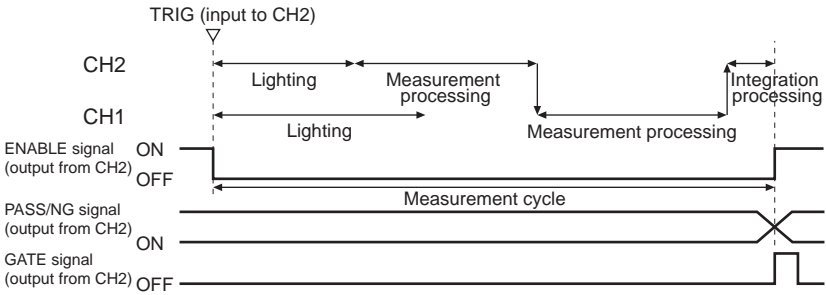 TRIG (input to CH2)
CH2
Lighting
Measurement
processing
Integration
processing
CH1
Lighting
Measurement processing
ENABLE signal
(output from CH2)
ON
OFF
Measurement cycle
PASS/NG signal
(output from CH2)
ON
GATE signal
(output from CH2)
OFF